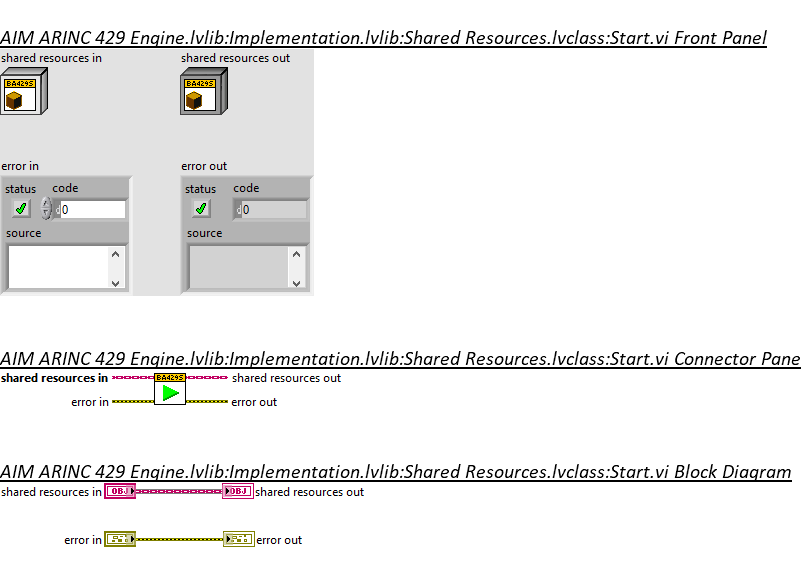 AIM ARINC 429 Engine.lvlib:Implementation.lvlib:Shared Resources.lvclass:Start.vi Front Panel
shared resources in shared resources out
BA429S BA429S
error in error out
status code status code
d 0 d 0
source source
AIM ARINC 429 Engine.lvlib:Implementation.lvlib:Shared Resources.lvclass:Start.vi Connector Pane
shared resources in BA429S shared resources out
error in error out
AIM ARINC 429 Engine.lvlib:Implementation.lvlib:Shared Resources.lvclass:Start.vi Block Diagram
shared resources in OBJ OBJ shared resources out
error in error out